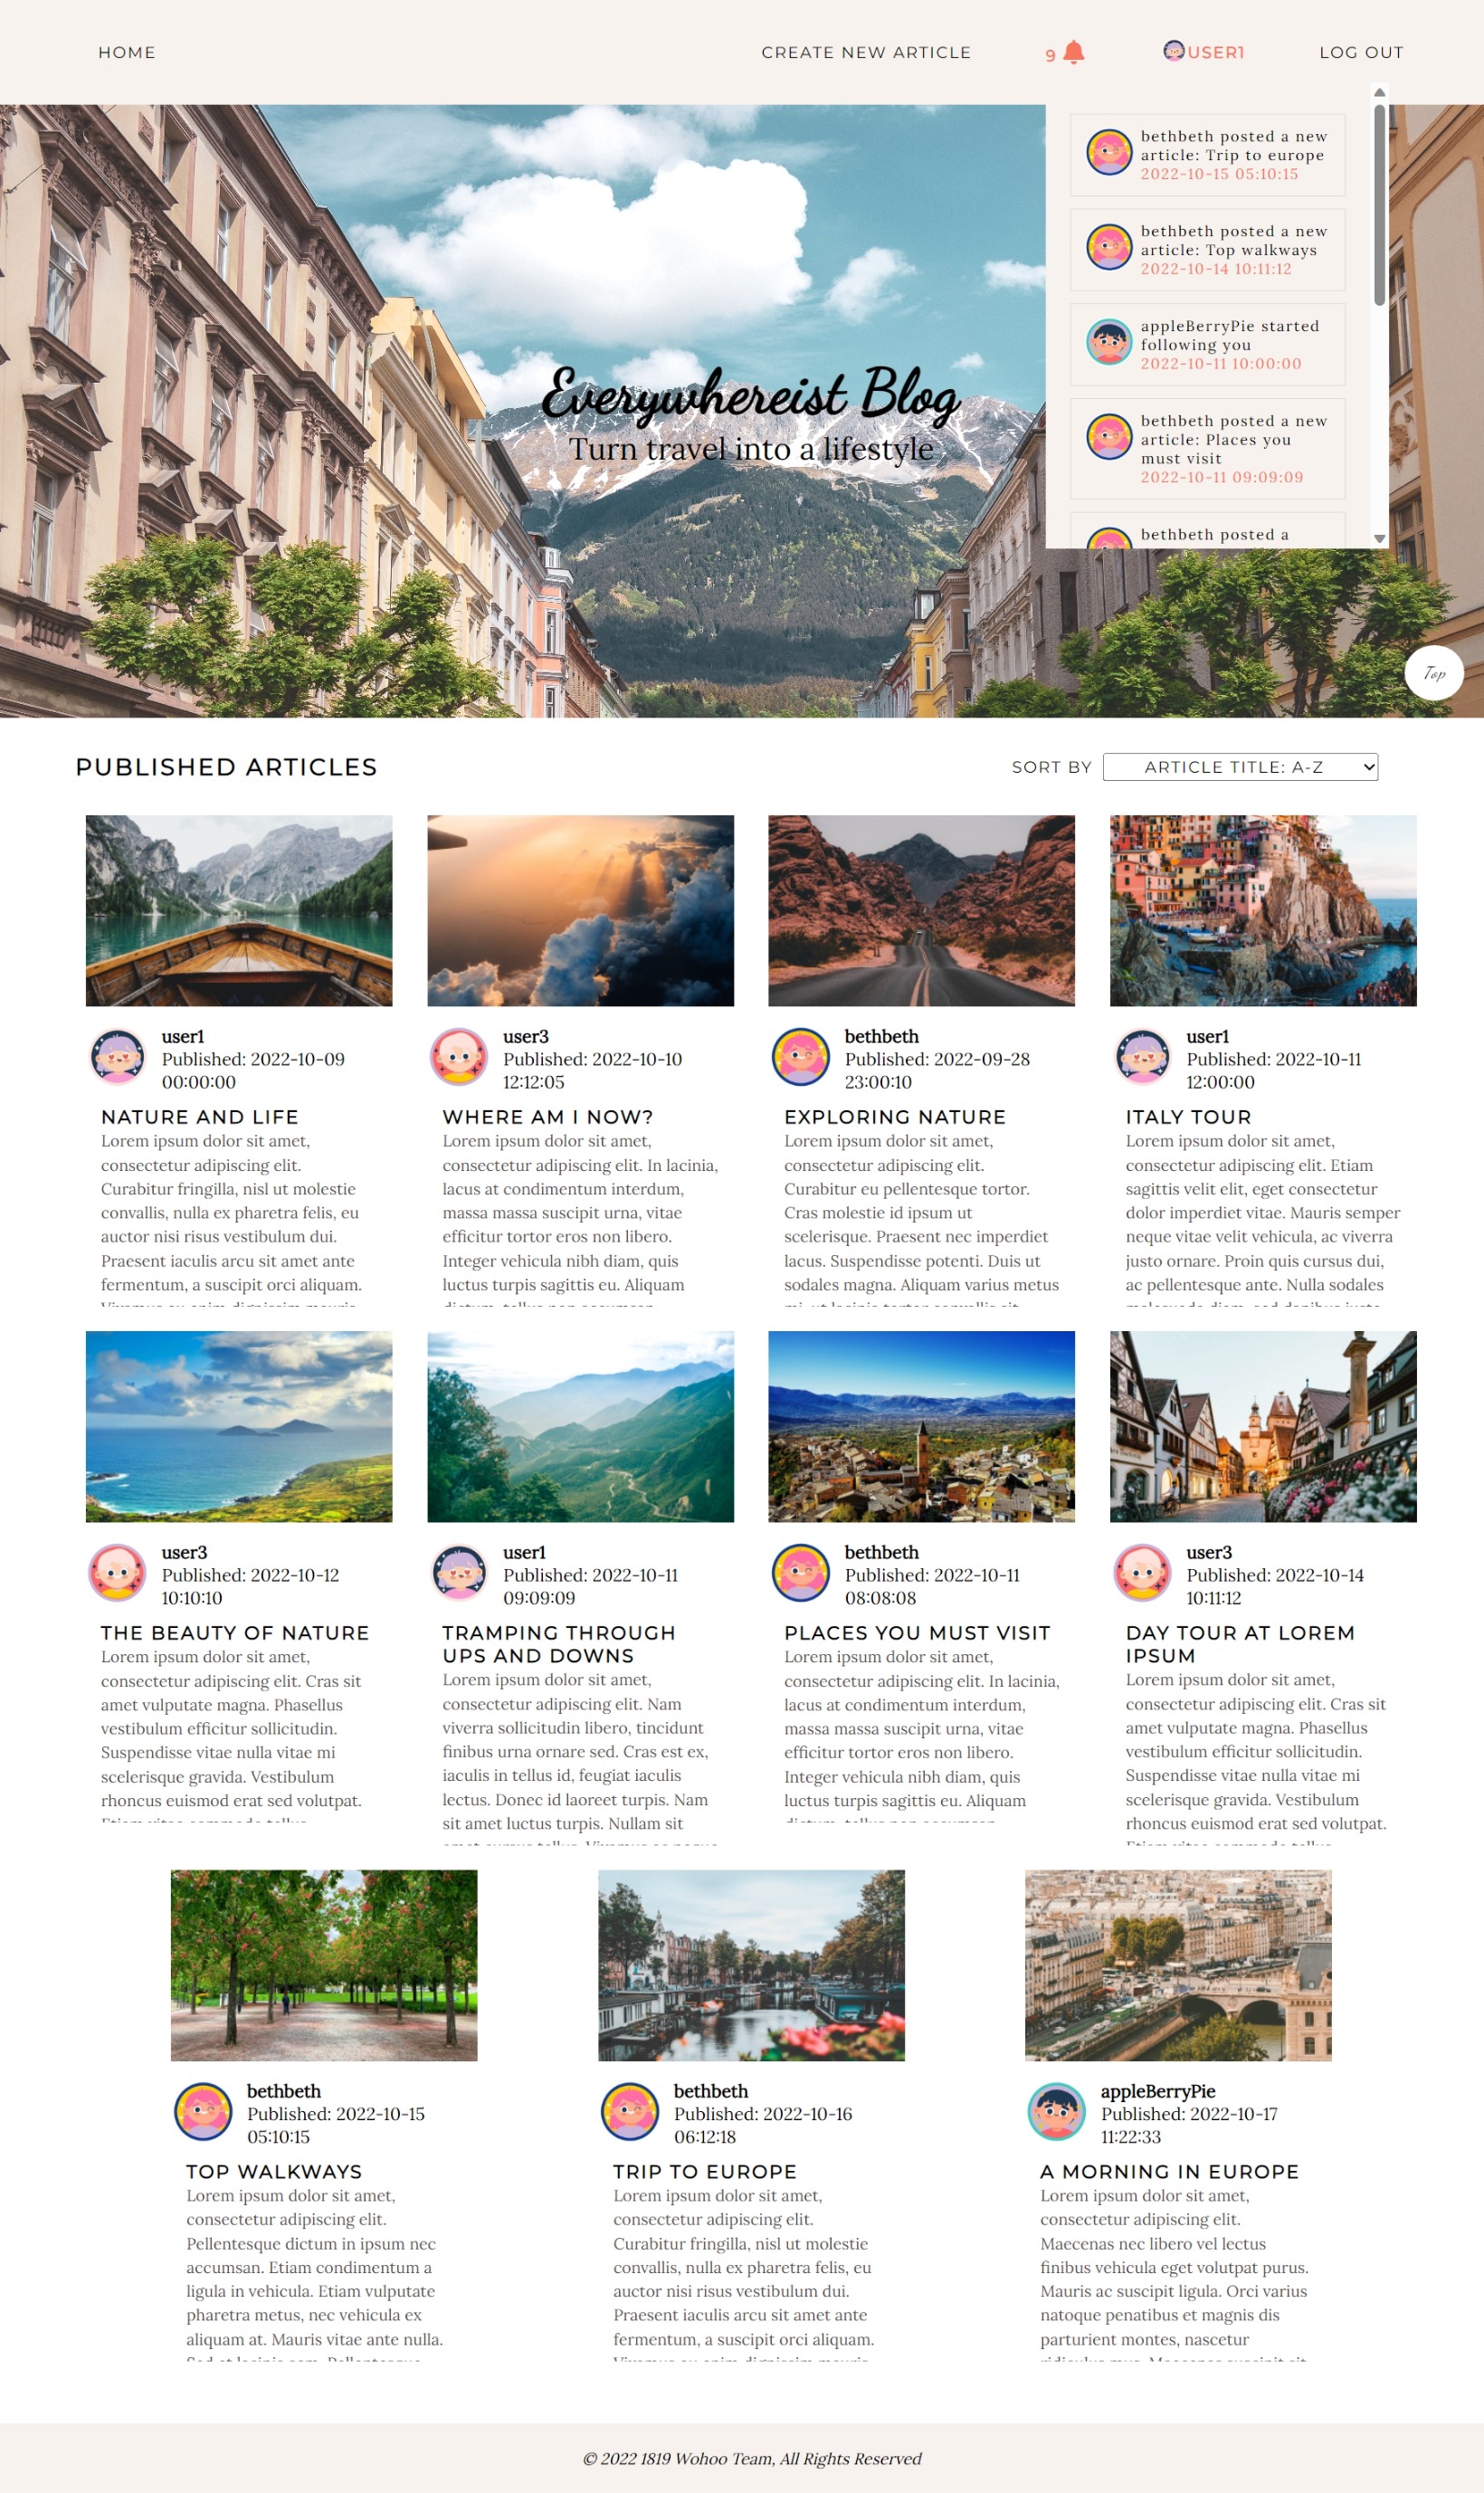 HOME
CREATE NEW ARTICLE
9
USER1
LOG OUT
bethbeth posted a new
article: Trip to europe
2022-10-15 05:10:15
bethbeth posted a new
article: Top walkways
2022-10-14 10:11:12
appleBerryPie started
following you
2022-10-11 10:00:00
bethbeth posted a new
article: Places you
must visit
2022-10-11 09:09:09
bethbeth posted a
Everywhereist Blog
Turn travel into a lifestyle
Top
PUBLISHED ARTICLES
SORT BY
ARTICLE TITLE: A-Z
user1
Published: 2022-10-09
00:00:00
NATURE AND LIFE
Lorem ipsum dolor sit amet,
consectetur adipiscing elit.
Curabitur fringilla, nisl ut molestie
convallis, nulla ex pharetra felis, eu
auctor nisi risus vestibulum dui.
Praesent iaculis arcu sit amet ante
fermentum, a suscipit orci aliquam.
user3
Published: 2022-10-10
12:12:05
WHERE AM I NOW?
Lorem ipsum dolor sit amet,
consectetur adipiscing elit. In lacinia,
lacus at condimentum interdum,
massa massa suscipit urna, vitae
efficitur tortor eros non libero.
Integer vehicula nibh diam, quis
luctus turpis sagittis eu. Aliquam
bethbeth
Published: 2022-09-28
23:00:10
EXPLORING NATURE
Lorem ipsum dolor sit amet,
consectetur adipiscing elit.
Curabitur eu pellentesque tortor.
Cras molestie id ipsum ut
scelerisque. Praesent nec imperdiet
lacus. Suspendisse potenti. Duis ut
sodales magna. Aliquam varius metus
user1
Published: 2022-10-11
12:00:00
ITALY TOUR
Lorem ipsum dolor sit amet,
consectetur adipiscing elit. Etiam
sagittis velit elit, eget consectetur
dolor imperdiet vitae. Mauris semper
neque vitae velit vehicula, ac viverra
justo ornare. Proin quis cursus dui,
ac pellentesque ante. Nulla sodales
user3
Published: 2022-10-12
10:10:10
THE BEAUTY OF NATURE
Lorem ipsum dolor sit amet,
consectetur adipiscing elit. Cras sit
amet vulputate magna. Phasellus
vestibulum efficitur sollicitudin.
Suspendisse vitae nulla vitae mi
scelerisque gravida. Vestibulum
rhoncus euismod erat sed volutpat.
user1
Published: 2022-10-11
09:09:09
TRAMPING THROUGH
UPS AND DOWNS
Lorem ipsum dolor sit amet,
consectetur adipiscing elit. Nam
viverra sollicitudin libero, tincidunt
finibus urna ornare sed. Cras est ex,
iaculis in tellus id, feugiat iaculis
lectus. Donec id laoreet turpis. Nam
sit amet luctus turpis. Nullam sit
bethbeth
Published: 2022-10-11
08:08:08
PLACES YOU MUST VISIT
Lorem ipsum dolor sit amet,
consectetur adipiscing elit. In lacinia,
lacus at condimentum interdum,
massa massa suscipit urna, vitae
efficitur tortor eros non libero.
Integer vehicula nibh diam, quis
luctus turpis sagittis eu. Aliquam
user3
Published: 2022-10-14
10:11:12
DAY TOUR AT LOREM
IPSUM
Lorem ipsum dolor sit amet,
consectetur adipiscing elit. Cras sit
amet vulputate magna. Phasellus
vestibulum efficitur sollicitudin.
Suspendisse vitae nulla vitae mi
scelerisque gravida. Vestibulum
rhoncus euismod erat sed volutpat.
bethbeth
Published: 2022-10-15
05:10:15
TOP WALKWAYS
Lorem ipsum dolor sit amet,
consectetur adipiscing elit.
Pellentesque dictum in ipsum nec
accumsan. Etiam condimentum a
ligula in vehicula. Etiam vulputate
pharetra metus, nec vehicula ex
aliquam at. Mauris vitae ante nulla.
bethbeth
Published: 2022-10-16
06:12:18
TRIP TO EUROPE
Lorem ipsum dolor sit amet,
consectetur adipiscing elit.
Curabitur fringilla, nisl ut molestie
convallis, nulla ex pharetra felis, eu
auctor nisi risus vestibulum dui.
Praesent iaculis arcu sit amet ante
fermentum, a suscipit orci aliquam.
appleBerryPie
Published: 2022-10-17
11:22:33
A MORNING IN EUROPE
Lorem ipsum dolor sit amet,
consectetur adipiscing elit.
Maecenas nec libero vel lectus
finibus vehicula eget volutpat purus.
Mauris ac suscipit ligula. Orci varius
natoque penatibus et magnis dis
parturient montes, nascetur
© 2022 1819 Wohoo Team, All Rights Reserved